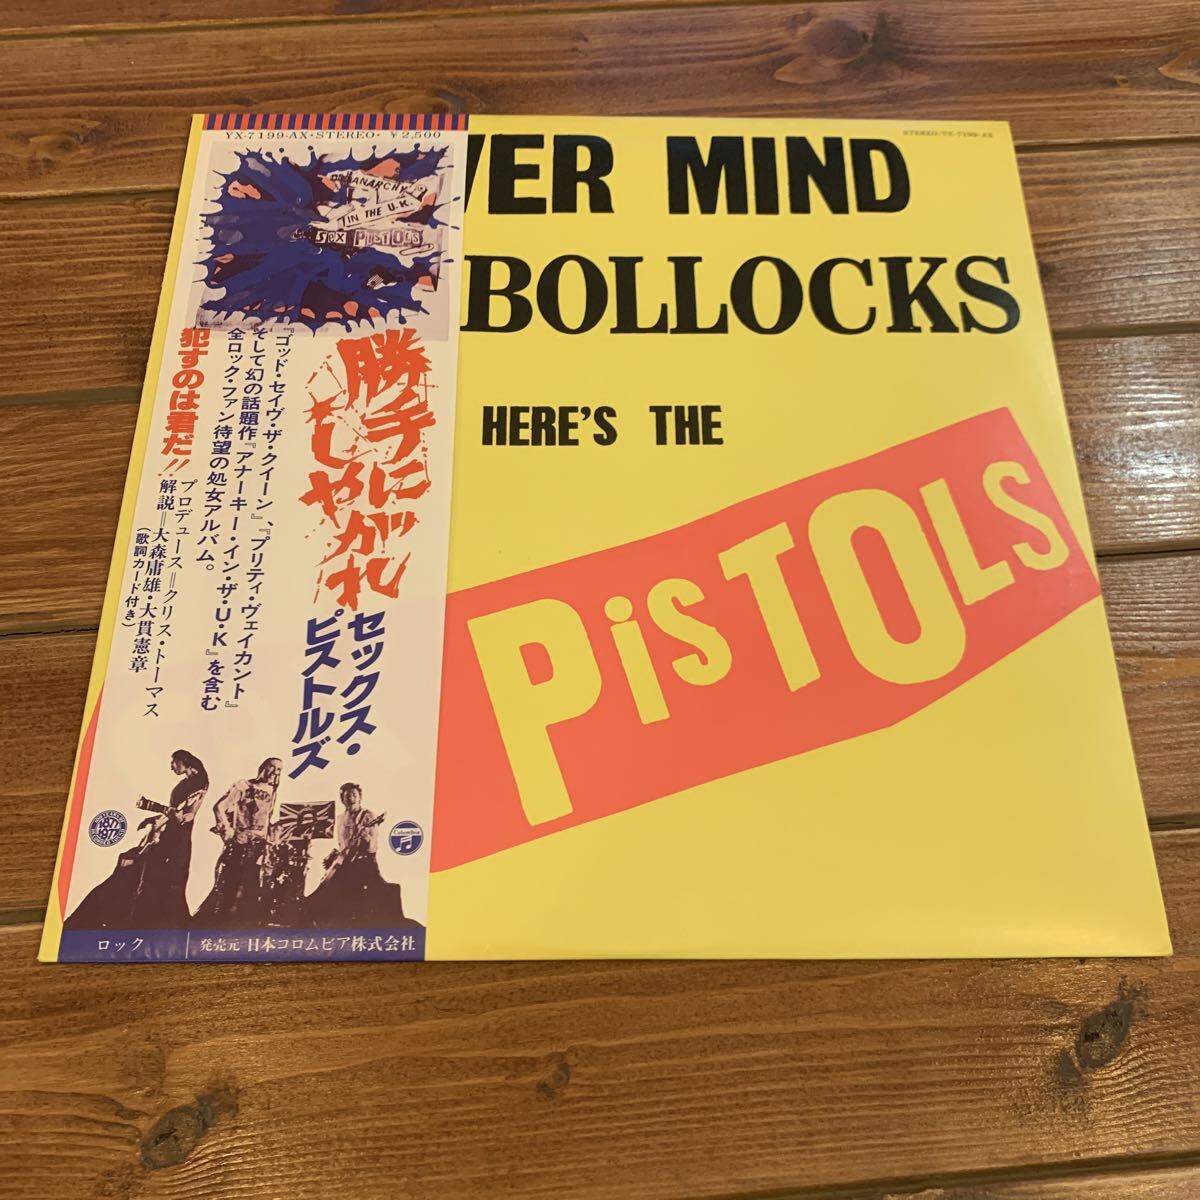 YX-7199-AX・STEREO・¥2,500
STEREO/YX-7199-AX
VER MIND
BOLLOCKS
HERE'S THE
PiSTOLS
ANARCHY
IN THE U.K.
sex PISTOLS
勝手に
しやがれ
セックス・
ピストルズ
『ゴッド・セイヴ・ザ・クイーン』、『プリティ・ヴェイカント』
そして幻の話題作『アナーキー・イン・ザ・U・K』を含む
全ロック・ファン待望の処女アルバム。
犯すのは君だ!!
プロデュース＝クリス・トーマス
解説＝大森庸雄・大貫憲章
(歌詞カード付き)
1877
1977
Columbia
ロック
発売元 日本コロムビア株式会社